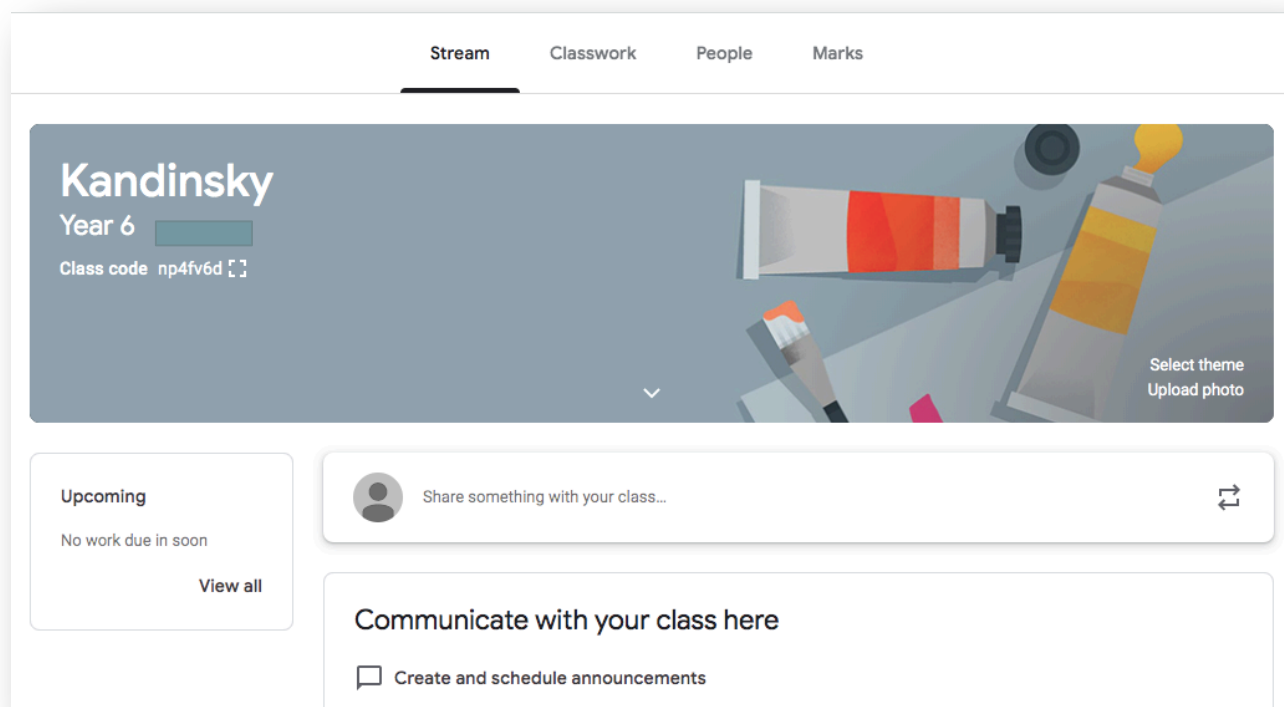 Stream Classwork People Marks
Kandinsky
Year 6
Class code np4fv6d
Select theme
Upload photo
Upcoming
No work due in soon
View all
Share something with your class...
Communicate with your class here
Create and schedule announcements